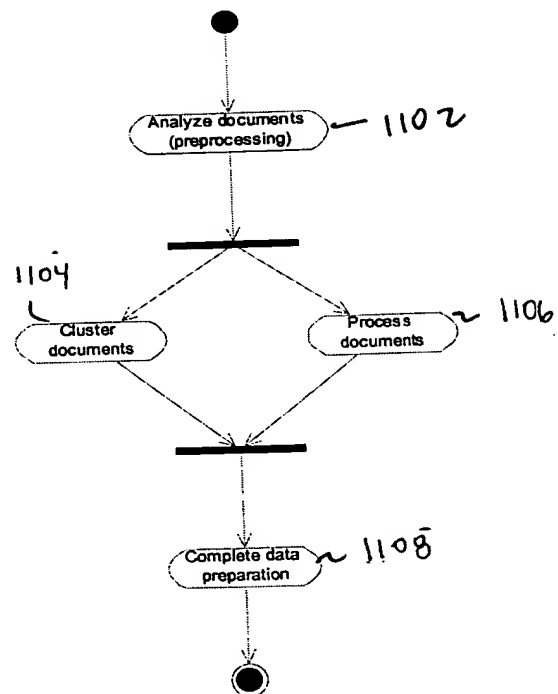 Analyze documents
(preprocessing)
1102
1104
Cluster
documents
Process
documents
1106
Complete data
preparation
1108